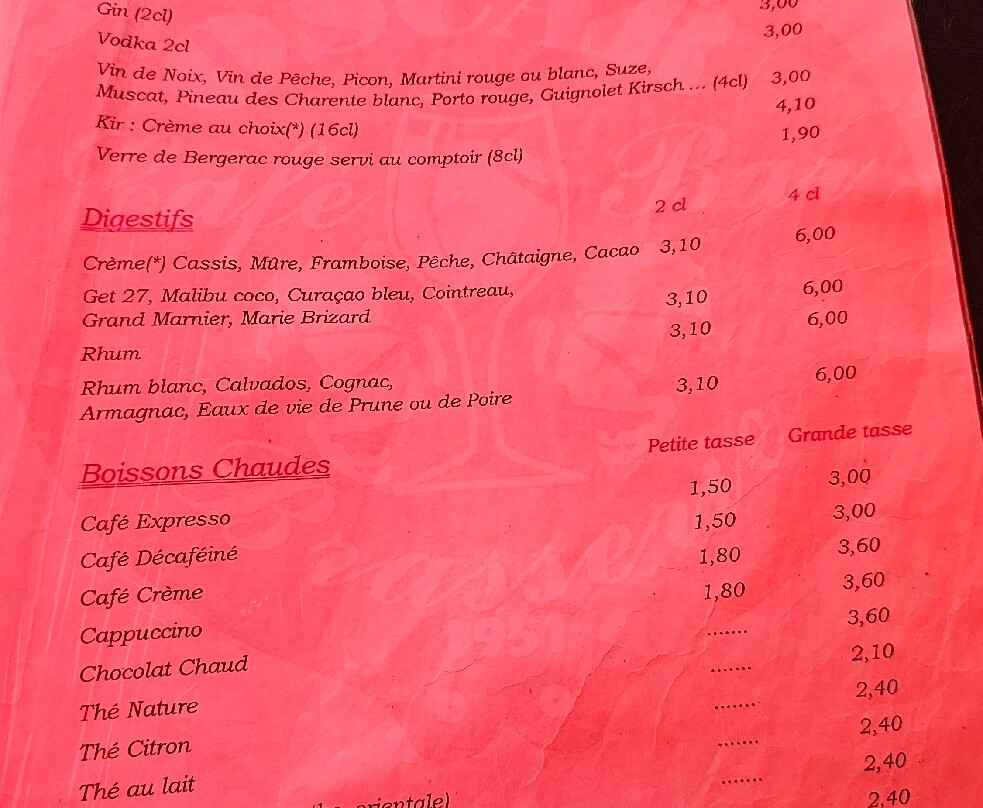 Gin (2cl) 3,00
Vodka 2cl 3,00
Vin de Noix, Vin de Pêche, Picon, Martini rouge ou blanc, Suze,
Muscat, Pineau des Charente blanc, Porto rouge, Guignolet Kirsch ... (4cl) 3,00
Kir : Crème au choix(*) (16cl) 4,10
Verre de Bergerac rouge servi au comptoir (8cl) 1,90
Digestifs 2 cl 4 cl
Crème(*) Cassis, Mûre, Framboise, Pêche, Châtaigne, Cacao 3,10 6,00
Get 27, Malibu coco, Curaçao bleu, Cointreau,
Grand Marnier, Marie Brizard 3,10 6,00
Rhum 3,10 6,00
Rhum blanc, Calvados, Cognac,
Armagnac, Eaux de vie de Prune ou de Poire 3,10 6,00
Boissons Chaudes Petite tasse Grande tasse
Café Expresso 1,50 3,00
Café Décaféiné 1,50 3,00
Café Crème 1,80 3,60
Cappuccino 1,80 3,60
Chocolat Chaud ....... 3,60
Thé Nature ....... 2,10
Thé Citron ....... 2,40
Thé au lait ....... 2,40
orientale) ....... 2,40
2,40
Café Bar
1951